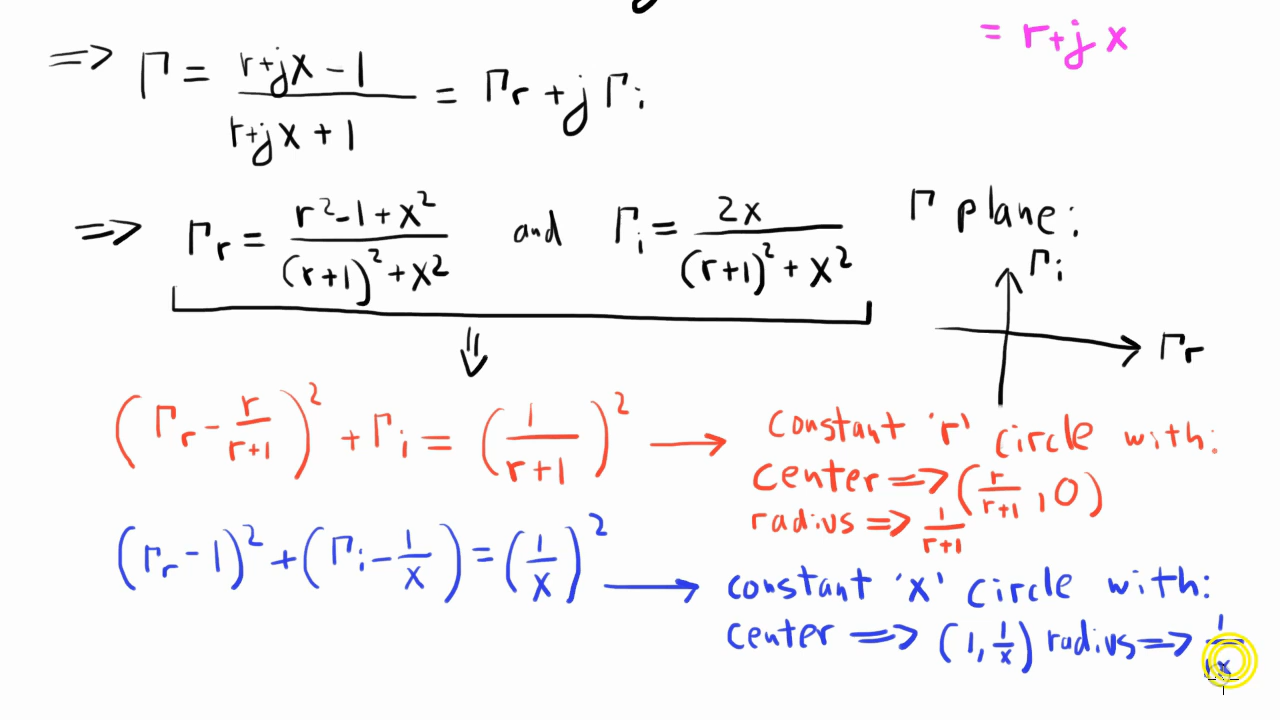 = r+jx
=> Γ = (r+jx-1)/(r+jx+1) = Γr + jΓi
=> Γr = (r²-1+x²)/((r+1)²+x²) and Γi = 2x/((r+1)²+x²)
Γ plane:
Γi
Γr
⇓
(Γr - r/(r+1))² + Γi = (1/(r+1))² →
constant 'r' circle with:
center => (r/(r+1), 0)
radius => 1/(r+1)
(Γr-1)² + (Γi - 1/x) = (1/x)² →
constant 'x' circle with:
center => (1, 1/x) radius => 1/x